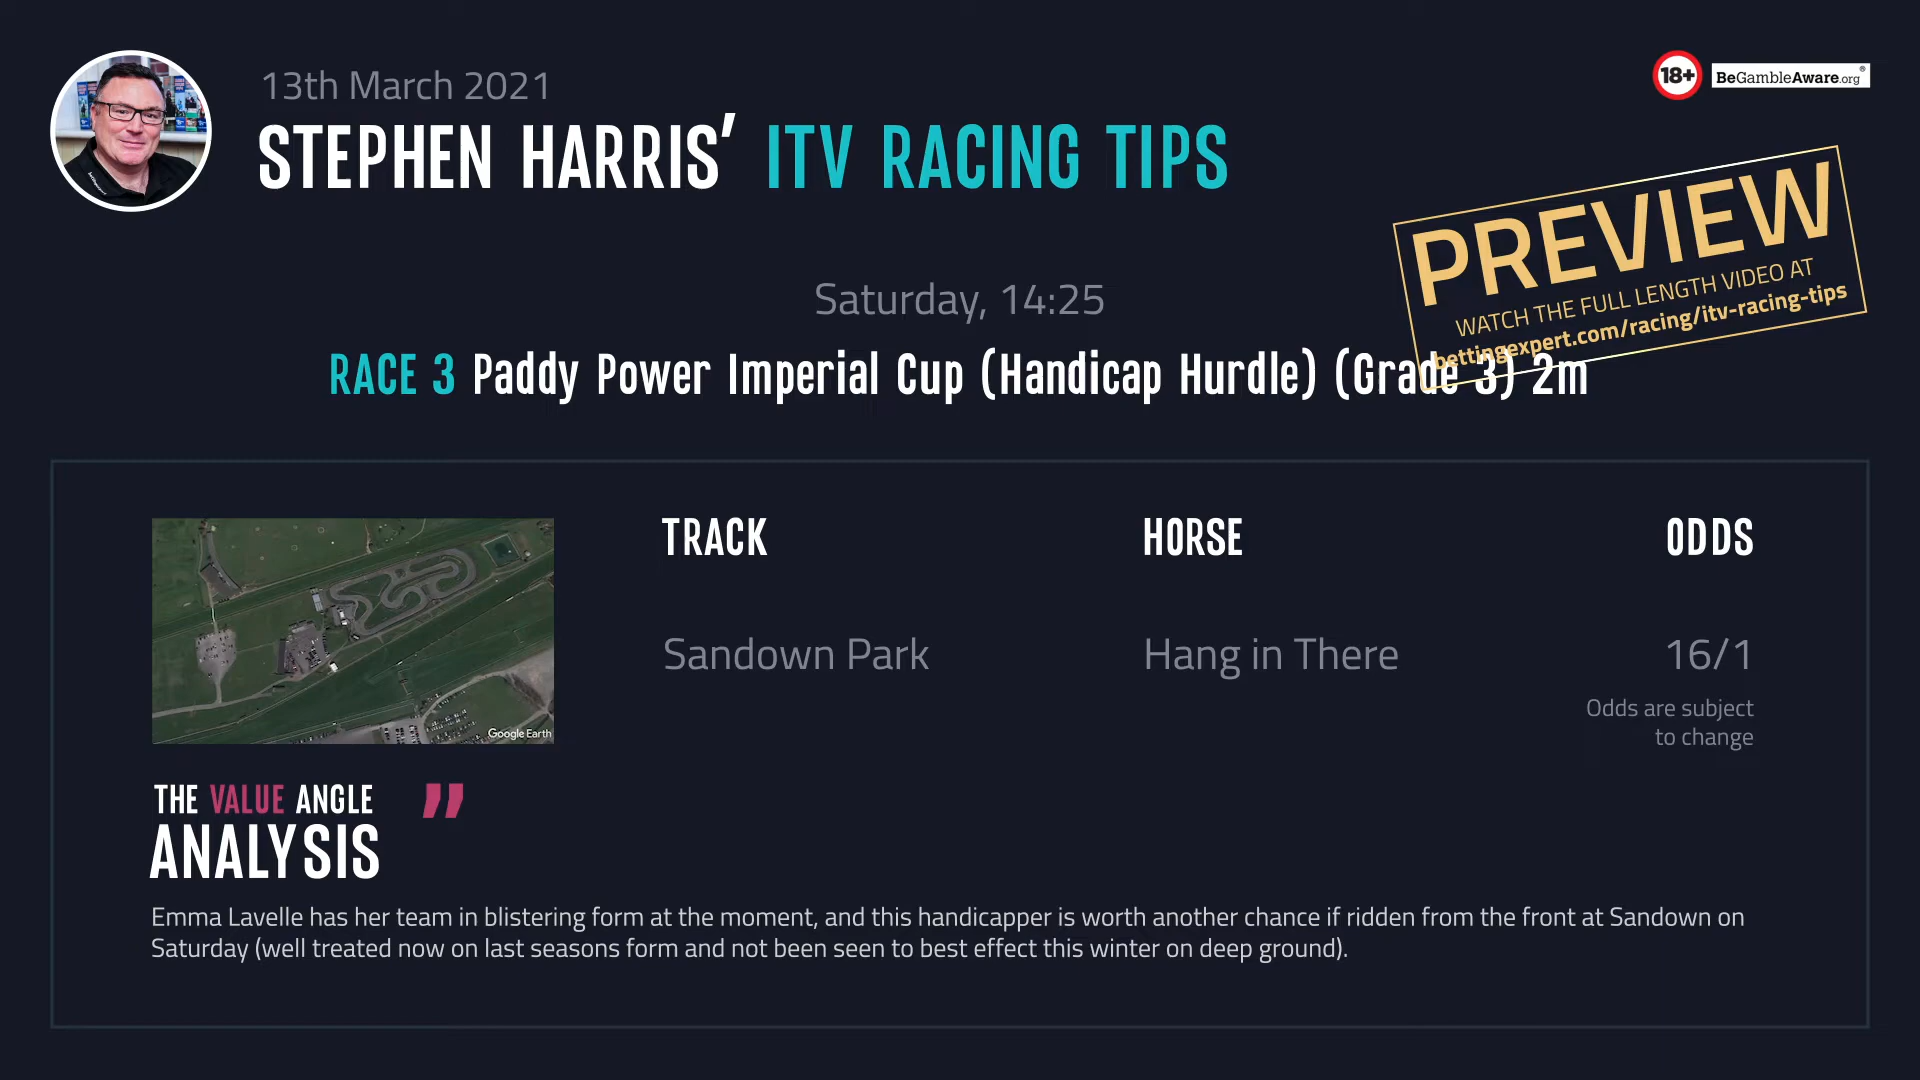 13th March 2021
STEPHEN HARRIS' ITV RACING TIPS
18+ BeGambleAware.org®
PREVIEW
WATCH THE FULL LENGTH VIDEO AT
bettingexpert.com/racing/itv-racing-tips
Saturday, 14:25
RACE 3 Paddy Power Imperial Cup (Handicap Hurdle) (Grade 3) 2m
TRACK HORSE ODDS
Sandown Park Hang in There 16/1
Odds are subject
to change
Google Earth
THE VALUE ANGLE "
ANALYSIS
Emma Lavelle has her team in blistering form at the moment, and this handicapper is worth another chance if ridden from the front at Sandown on
Saturday (well treated now on last seasons form and not been seen to best effect this winter on deep ground).